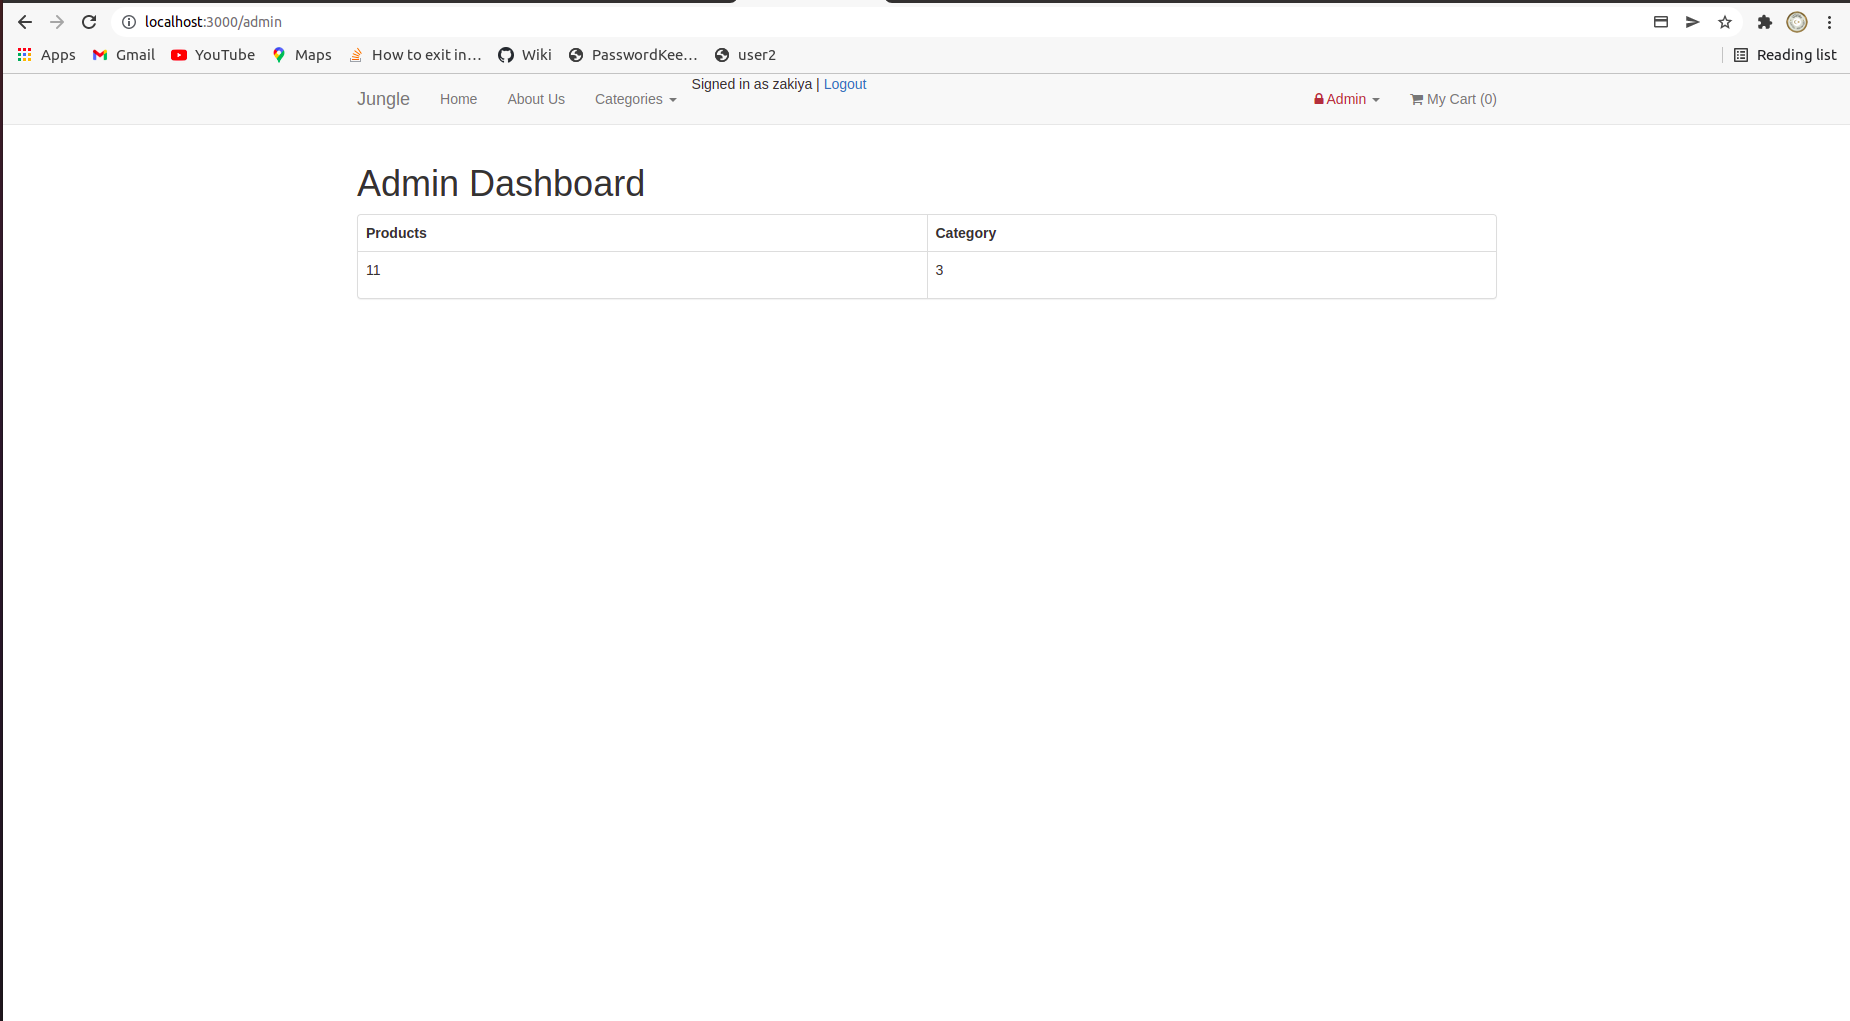 localhost:3000/admin
Apps Gmail YouTube Maps How to exit in... Wiki PasswordKee... user2 Reading list
Signed in as zakiya | Logout
Jungle Home About Us Categories Admin My Cart (0)
Admin Dashboard
Products Category
11 3